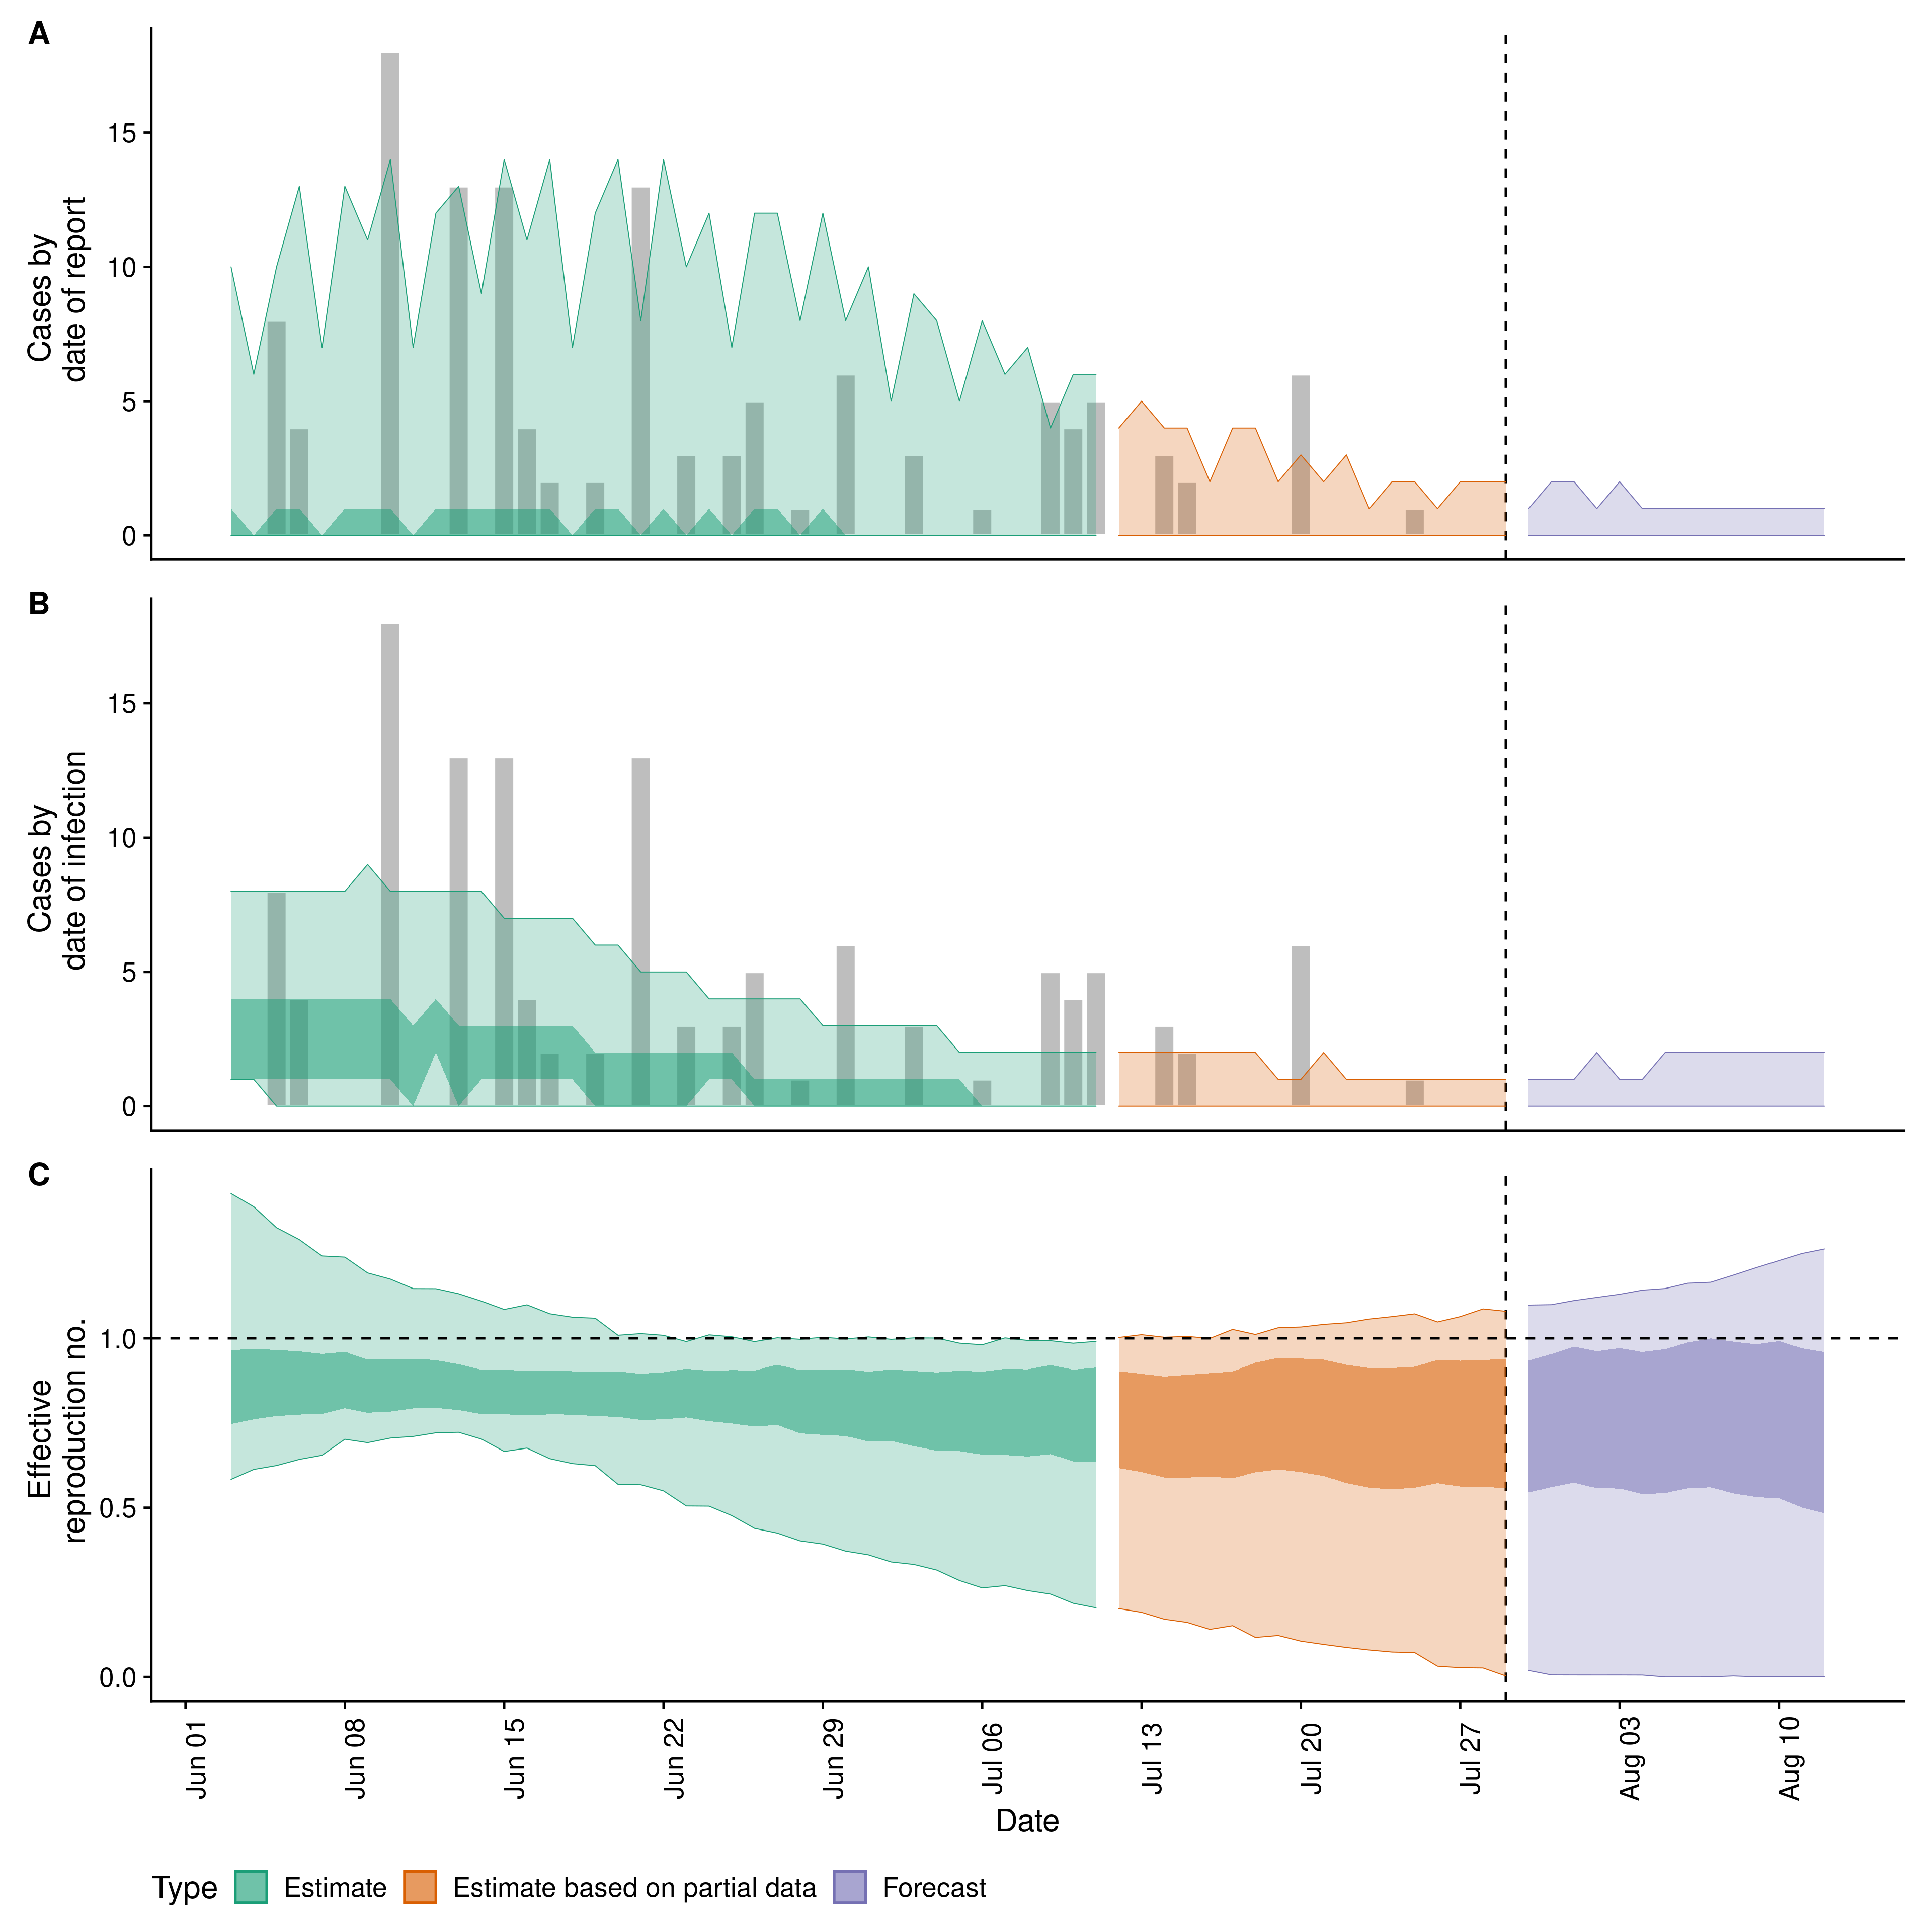 A
Cases by
date of report
15
10
5
0
B
Cases by
date of infection
15
10
5
0
C
Effective
reproduction no.
1.0
0.5
0.0
Jun 01
Jun 08
Jun 15
Jun 22
Jun 29
Jul 06
Jul 13
Jul 20
Jul 27
Aug 03
Aug 10
Date
Type
Estimate
Estimate based on partial data
Forecast